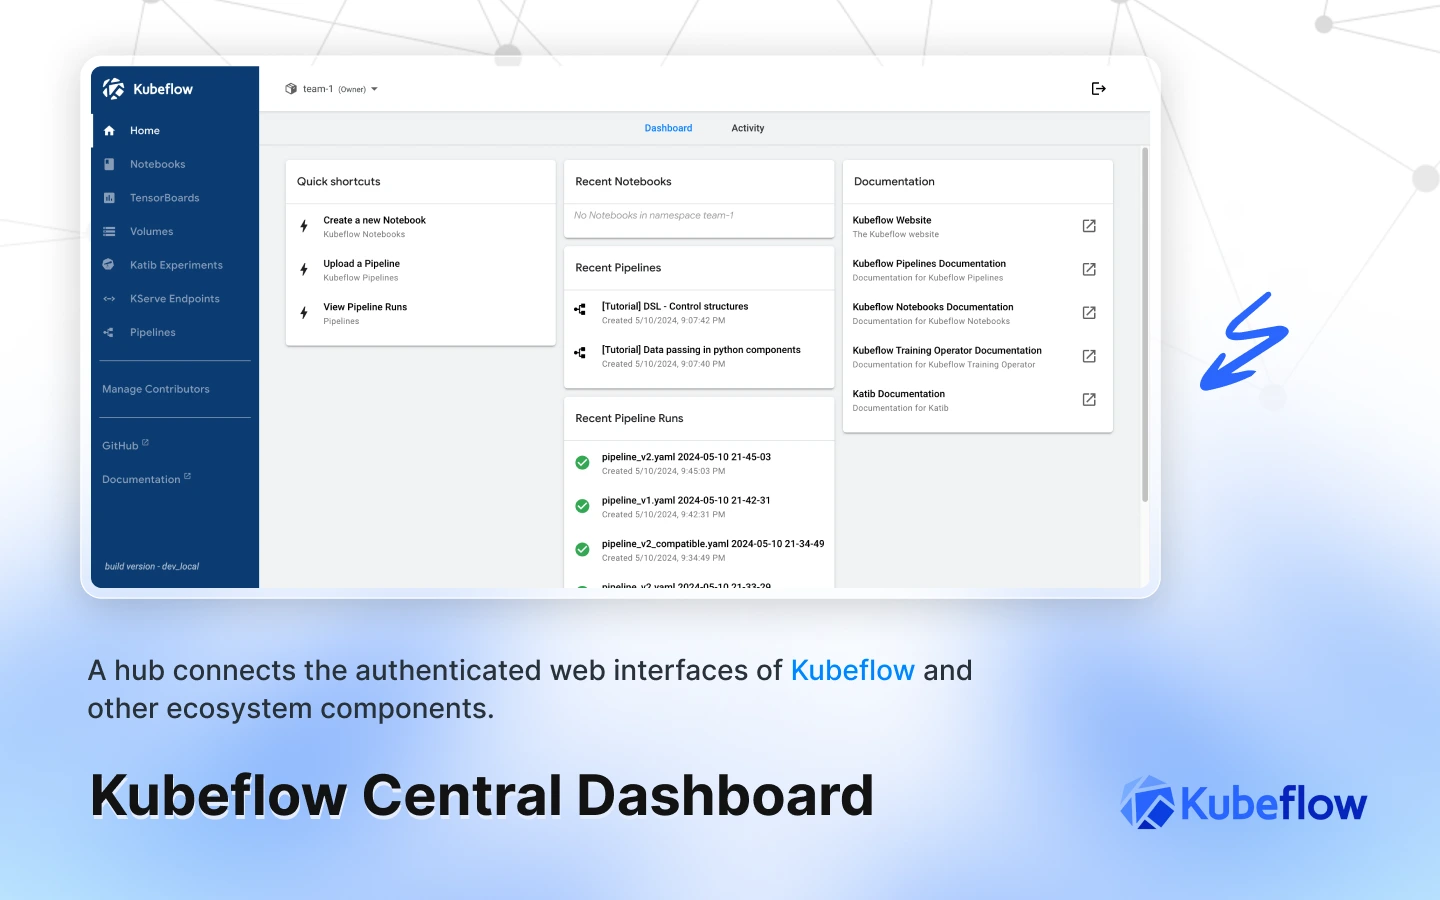 Kubeflow
Home
Notebooks
TensorBoards
Volumes
Katib Experiments
KServe Endpoints
Pipelines
Manage Contributors
GitHub
Documentation
build version - dev_local
team-1 (Owner)
Dashboard Activity
Quick shortcuts
Create a new Notebook
Kubeflow Notebooks
Upload a Pipeline
Kubeflow Pipelines
View Pipeline Runs
Pipelines
Recent Notebooks
No Notebooks in namespace team-1
Recent Pipelines
[Tutorial] DSL - Control structures
Created 5/10/2024, 9:07:42 PM
[Tutorial] Data passing in python components
Created 5/10/2024, 9:07:40 PM
Recent Pipeline Runs
pipeline_v2.yaml 2024-05-10 21-45-03
Created 5/10/2024, 9:45:03 PM
pipeline_v1.yaml 2024-05-10 21-42-31
Created 5/10/2024, 9:42:31 PM
pipeline_v2_compatible.yaml 2024-05-10 21-34-49
Created 5/10/2024, 9:34:49 PM
pipeline_v2.yaml 2024-05-10 21-33-29
Documentation
Kubeflow Website
The Kubeflow website
Kubeflow Pipelines Documentation
Documentation for Kubeflow Pipelines
Kubeflow Notebooks Documentation
Documentation for Kubeflow Notebooks
Kubeflow Training Operator Documentation
Documentation for Kubeflow Training Operator
Katib Documentation
Documentation for Katib
A hub connects the authenticated web interfaces of Kubeflow and
other ecosystem components.
Kubeflow Central Dashboard
Kubeflow